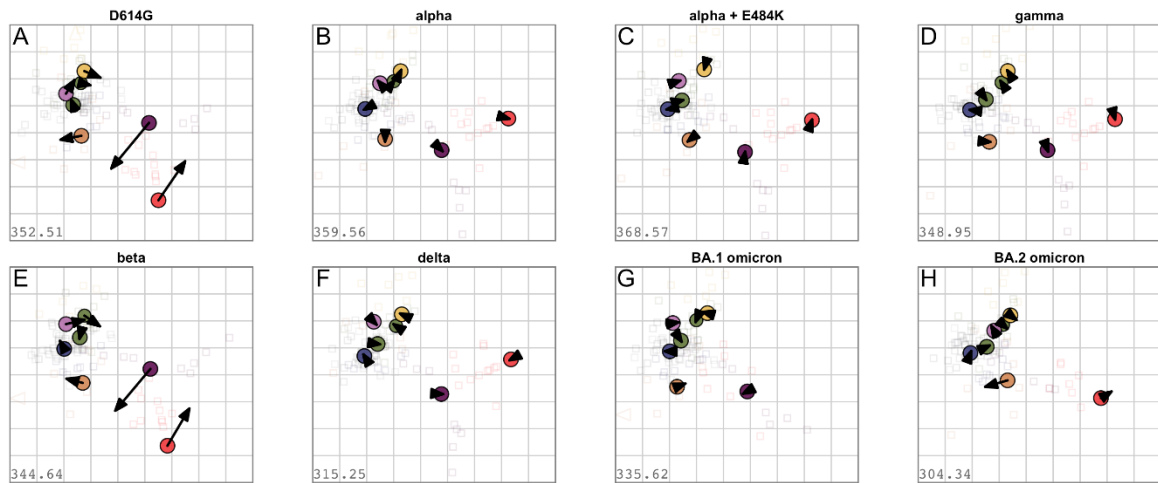 D614G
alpha
alpha + E484K
gamma
A
B
C
D
352.51
359.56
368.57
348.95
beta
delta
BA.1 omicron
BA.2 omicron
E
F
G
H
344.64
315.25
335.62
304.34